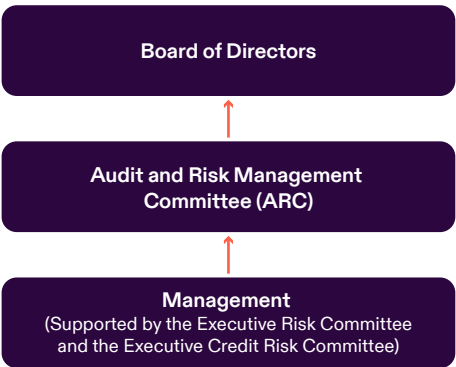 Board of Directors
Audit and Risk Management
Committee (ARC)
Management
(Supported by the Executive Risk Committee
and the Executive Credit Risk Committee)